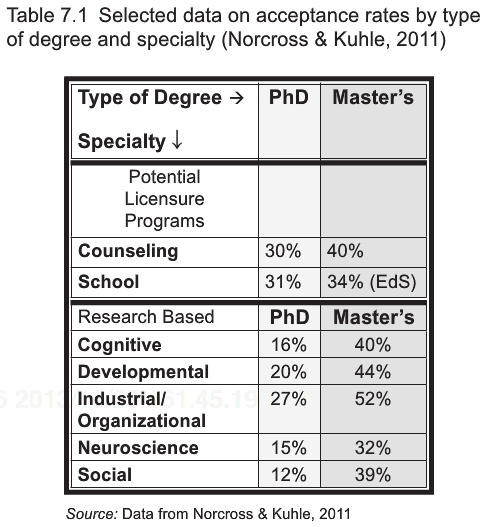 Table 7.1 Selected data on acceptance rates by type
of degree and specialty (Norcross & Kuhle, 2011)
Type of Degree → PhD Master's
Specialty ↓
Potential
Licensure
Programs
Counseling 30% 40%
School 31% 34% (EdS)
Research Based PhD Master's
Cognitive 16% 40%
Developmental 20% 44%
Industrial/ 27% 52%
Organizational
Neuroscience 15% 32%
Social 12% 39%
Source: Data from Norcross & Kuhle, 2011